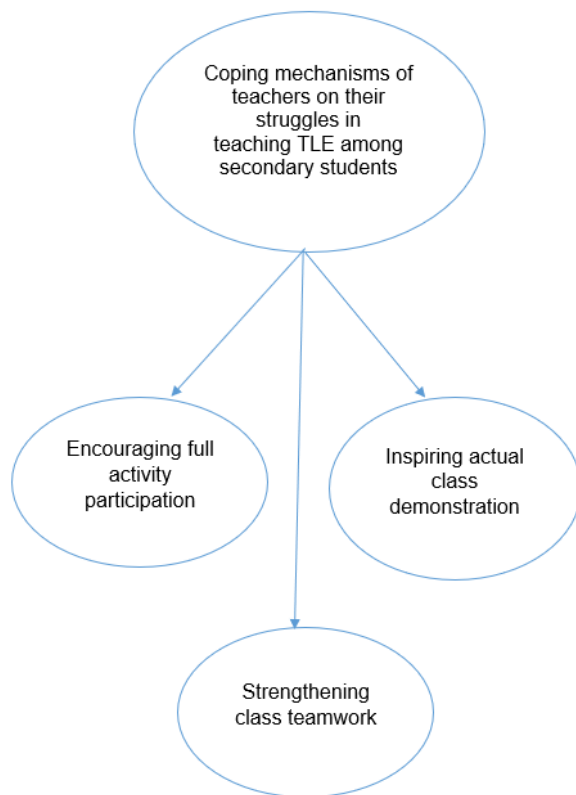 Coping mechanisms of
teachers on their
struggles in
teaching TLE among
secondary students
Encouraging full
activity
participation
Inspiring actual
class
demonstration
Strengthening
class teamwork